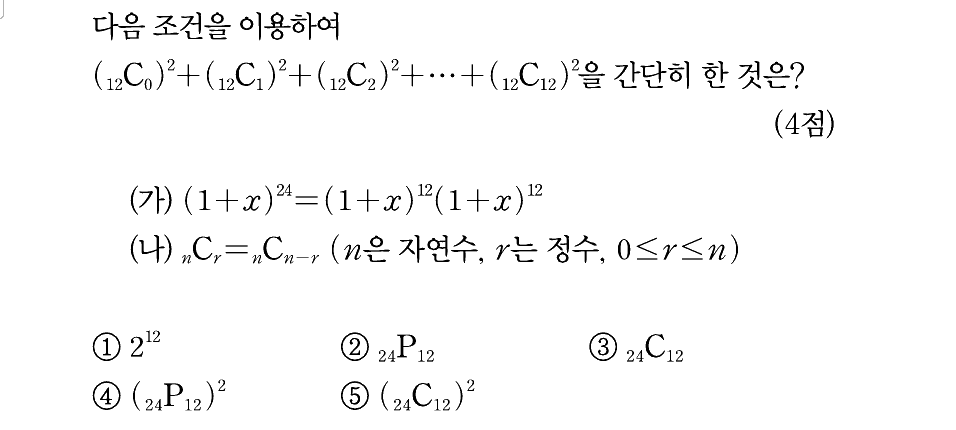 다음 조건을 이용하여
(₁₂C₀)²+(₁₂C₁)²+(₁₂C₂)²+⋯+(₁₂C₁₂)²을 간단히 한 것은?
(4점)
(가) (1+x)²⁴=(1+x)¹²(1+x)¹²
(나) ₙCᵣ=ₙCₙ₋ᵣ (n은 자연수, r는 정수, 0≤r≤n)
① 2¹² ② ₂₄P₁₂ ③ ₂₄C₁₂
④ (₂₄P₁₂)² ⑤ (₂₄C₁₂)²